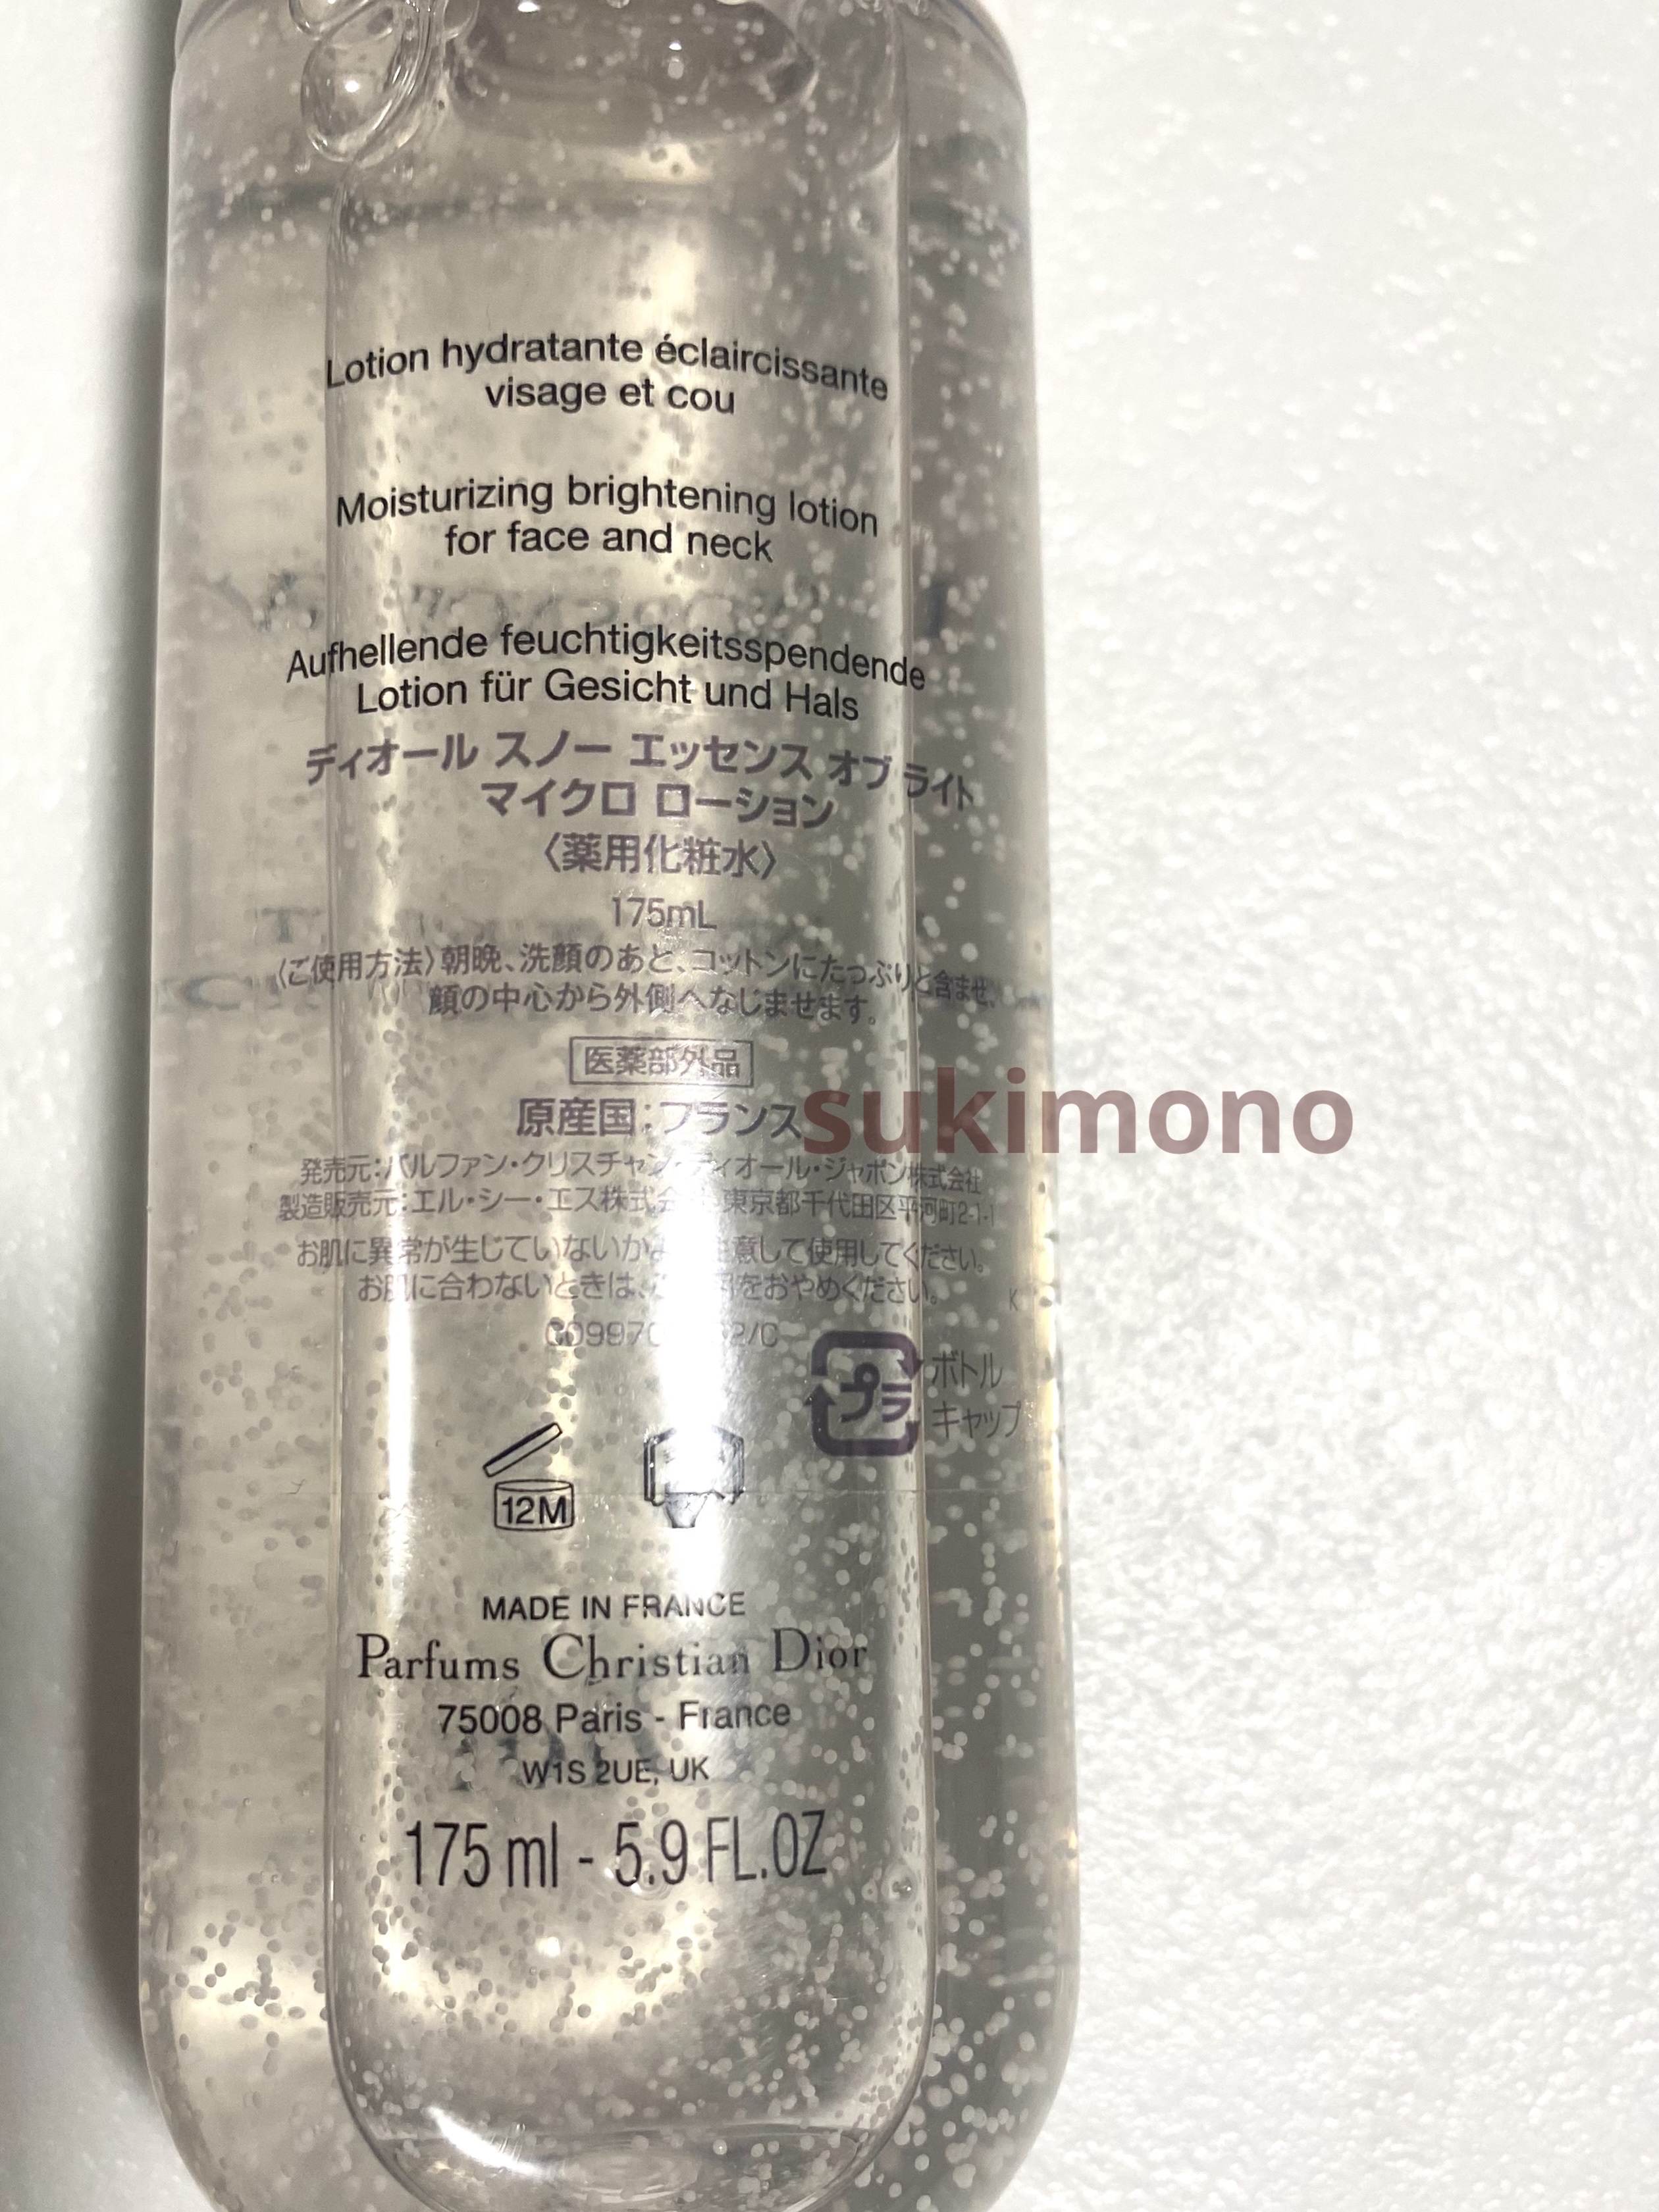 Lotion hydratante éclaircissante
visage et cou
Moisturizing brightening lotion
for face and neck
Aufhellende feuchtigkeitsspendende
Lotion für Gesicht und Hals
ディオール スノー エッセンス オブ ライト
マイクロ ローション
〈薬用化粧水〉
175mL
〈ご使用方法〉朝晩、洗顔のあと、コットンにたっぷりと含ませ、
顔の中心から外側へなじませます。
医薬部外品
原産国:フランス
sukimono
発売元:パルファン・クリスチャン・ディオール・ジャポン株式会社
製造販売元:エル・シー・エス株式会 東京都千代田区平河町2-1-1
お肌に異常が生じていないか 意して使用してください。
お肌に合わないときは、 をおやめください。
プラ
ボトル
キャップ
12M
MADE IN FRANCE
Parfums Christian Dior
75008 Paris - France
W1S 2UE, UK
175 ml - 5.9 FL.OZ